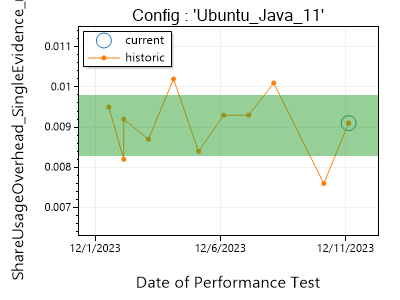 Config : 'Ubuntu_Java_11'
current
historic
0.011
0.01
0.009
0.008
0.007
ShareUsageOverhead_SingleEvidence_
12/1/2023
12/6/2023
12/11/2023
Date of Performance Test